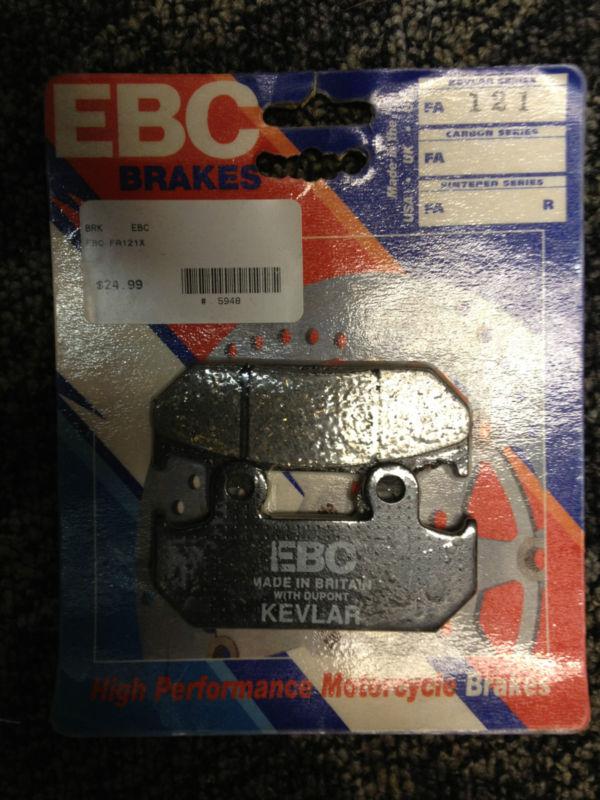 EBC
BRAKES
Made in the
USA & UK
KEVLAR SERIES
FA 121
CARBON SERIES
FA
SINTERED SERIES
FA R
BRK EBC
EBC FA121X
$24.99
# 5948
EBC
MADE IN BRITAIN
WITH DUPONT
KEVLAR
High Performance Motorcycle Brakes